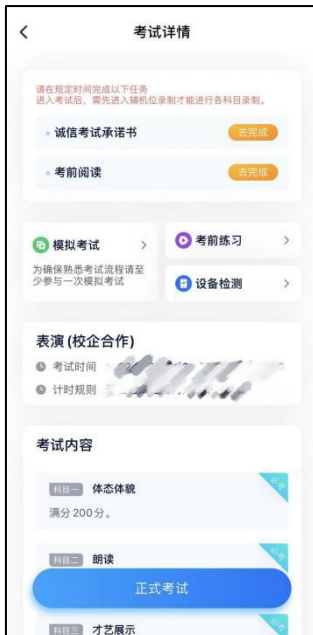 考试详情
请在规定时间完成以下任务
进入考试后，需先进入辅机位录制才能进行各科目录制。
诚信考试承诺书
去完成
考前阅读
去完成
模拟考试
为确保熟悉考试流程请至
少参与一次模拟考试
考前练习
设备检测
表演(校企合作)
考试时间
计时规则
考试内容
科目一 体态体貌
满分200分。
科目二 朗读
正式考试
科目三 才艺展示